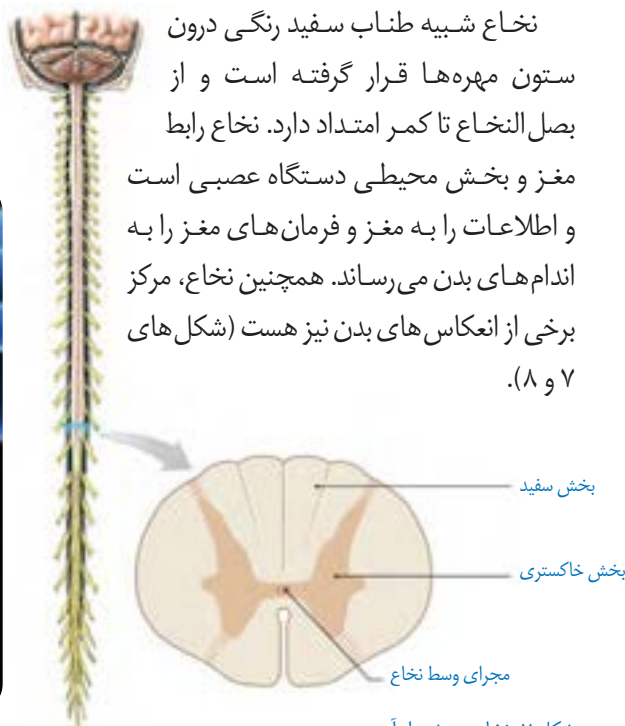 نخاع شبیه طناب سفید رنگی درون
ستون مهره‌ها قرار گرفته است و از
بصل‌النخاع تا کمر امتداد دارد. نخاع رابط
مغز و بخش محیطی دستگاه عصبی است
و اطلاعات را به مغز و فرمان‌های مغز را به
اندام‌های بدن می‌رساند. همچنین نخاع، مرکز
برخی از انعکاس‌های بدن نیز هست (شکل‌های
۷ و ۸).
بخش سفید
بخش خاکستری
مجرای وسط نخاع